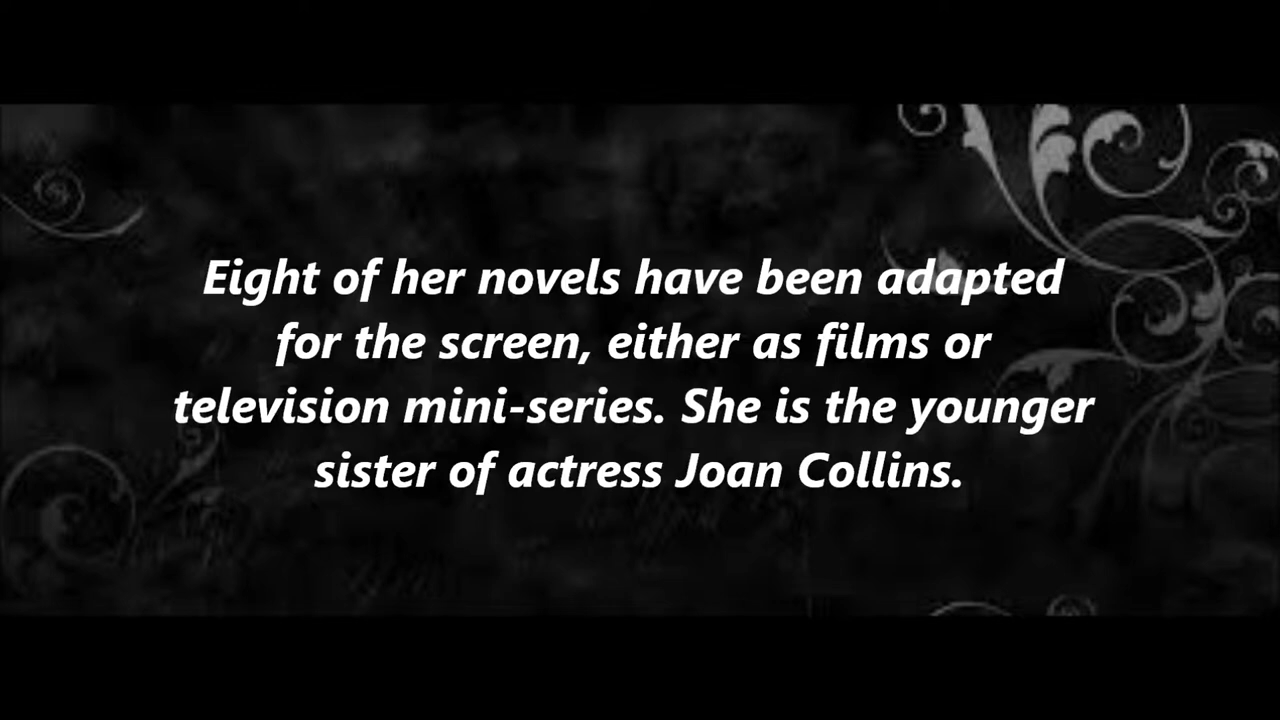 Eight of her novels have been adapted
for the screen, either as films or
television mini-series. She is the younger
sister of actress Joan Collins.